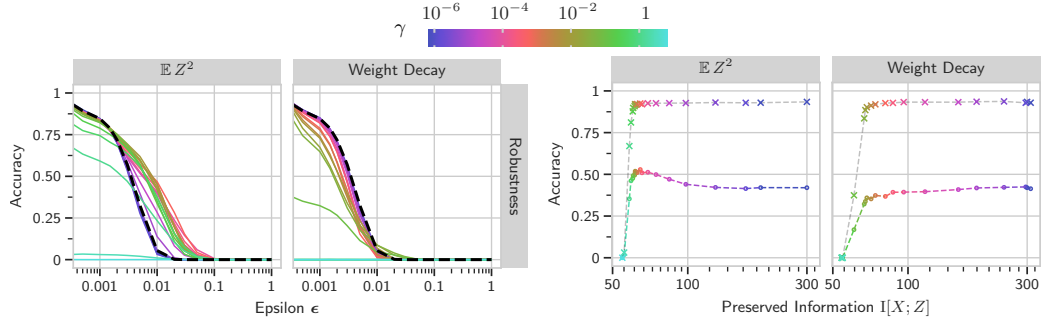 γ 10⁻⁶ 10⁻⁴ 10⁻² 1
𝔼 Z² Weight Decay
Accuracy
1
0.75
0.50
0.25
0
0.001 0.01 0.1 1 0.001 0.01 0.1 1
Epsilon ϵ
Robustness
𝔼 Z² Weight Decay
Accuracy
1
0.75
0.50
0.25
0
50 100 300 50 100 300
Preserved Information I[X; Z]